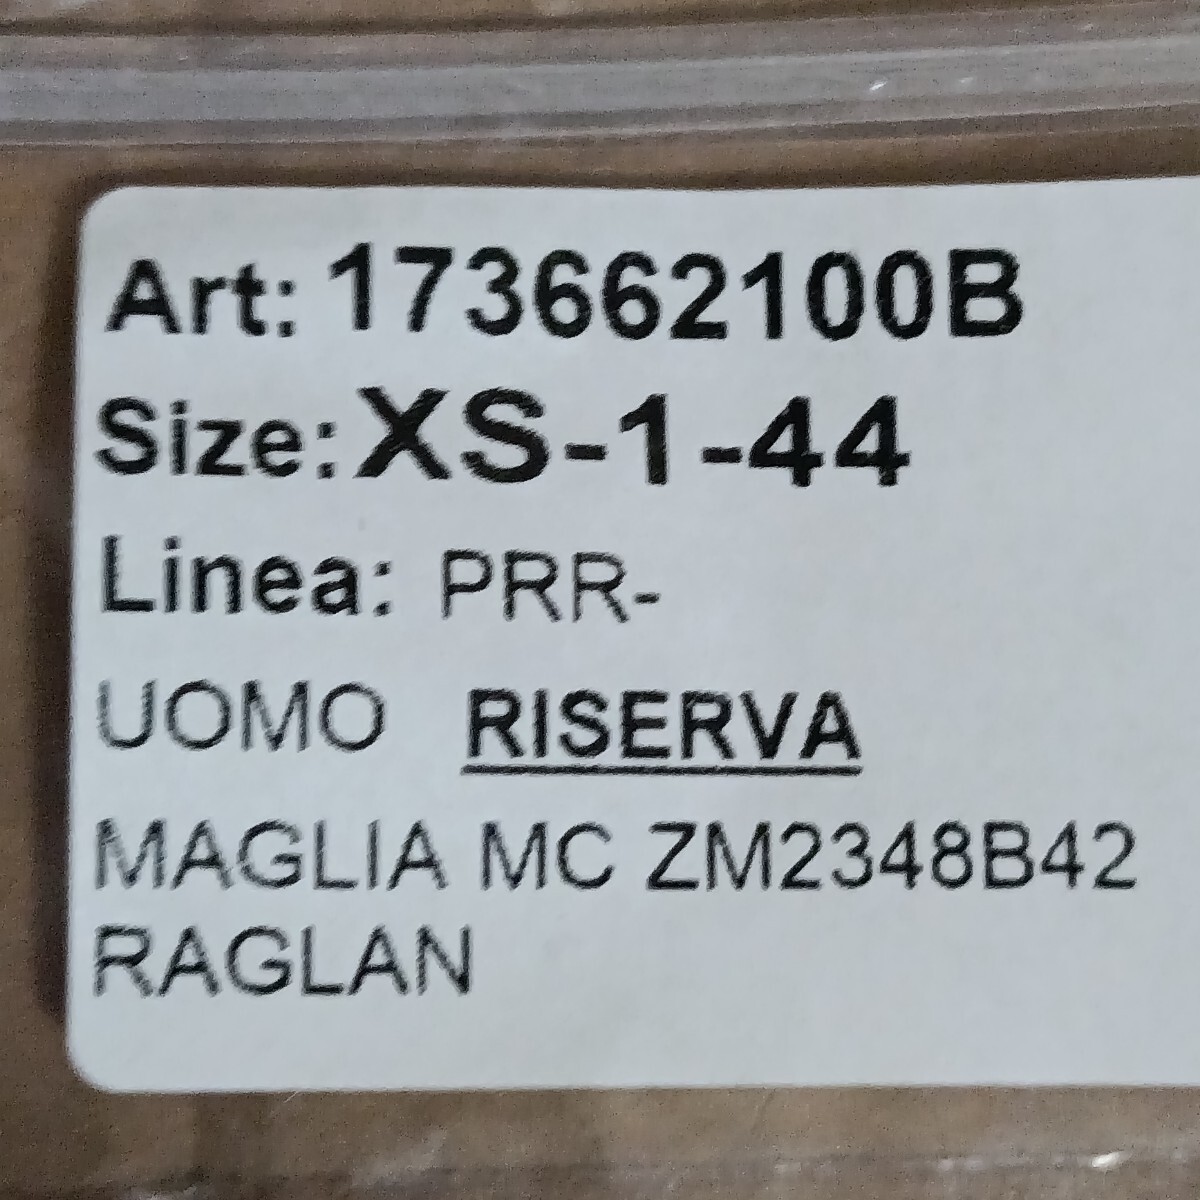 Art: 173662100B
Size: XS-1-44
Linea: PRR-
UOMO RISERVA
MAGLIA MC ZM2348B42
RAGLAN